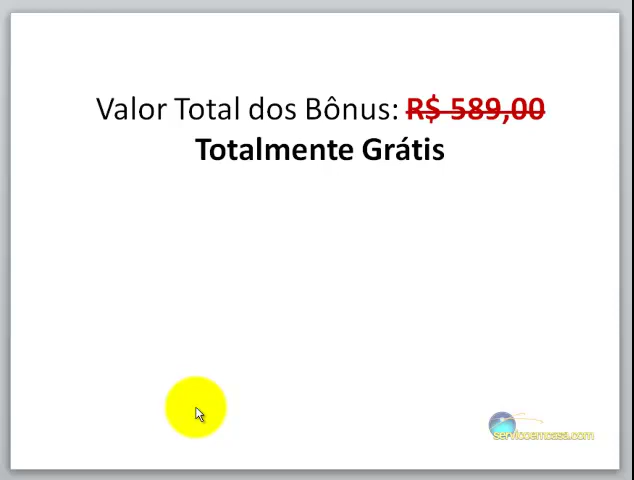 Valor Total dos Bônus: R$ 589,00
Totalmente Grátis
servicoemcasa.com